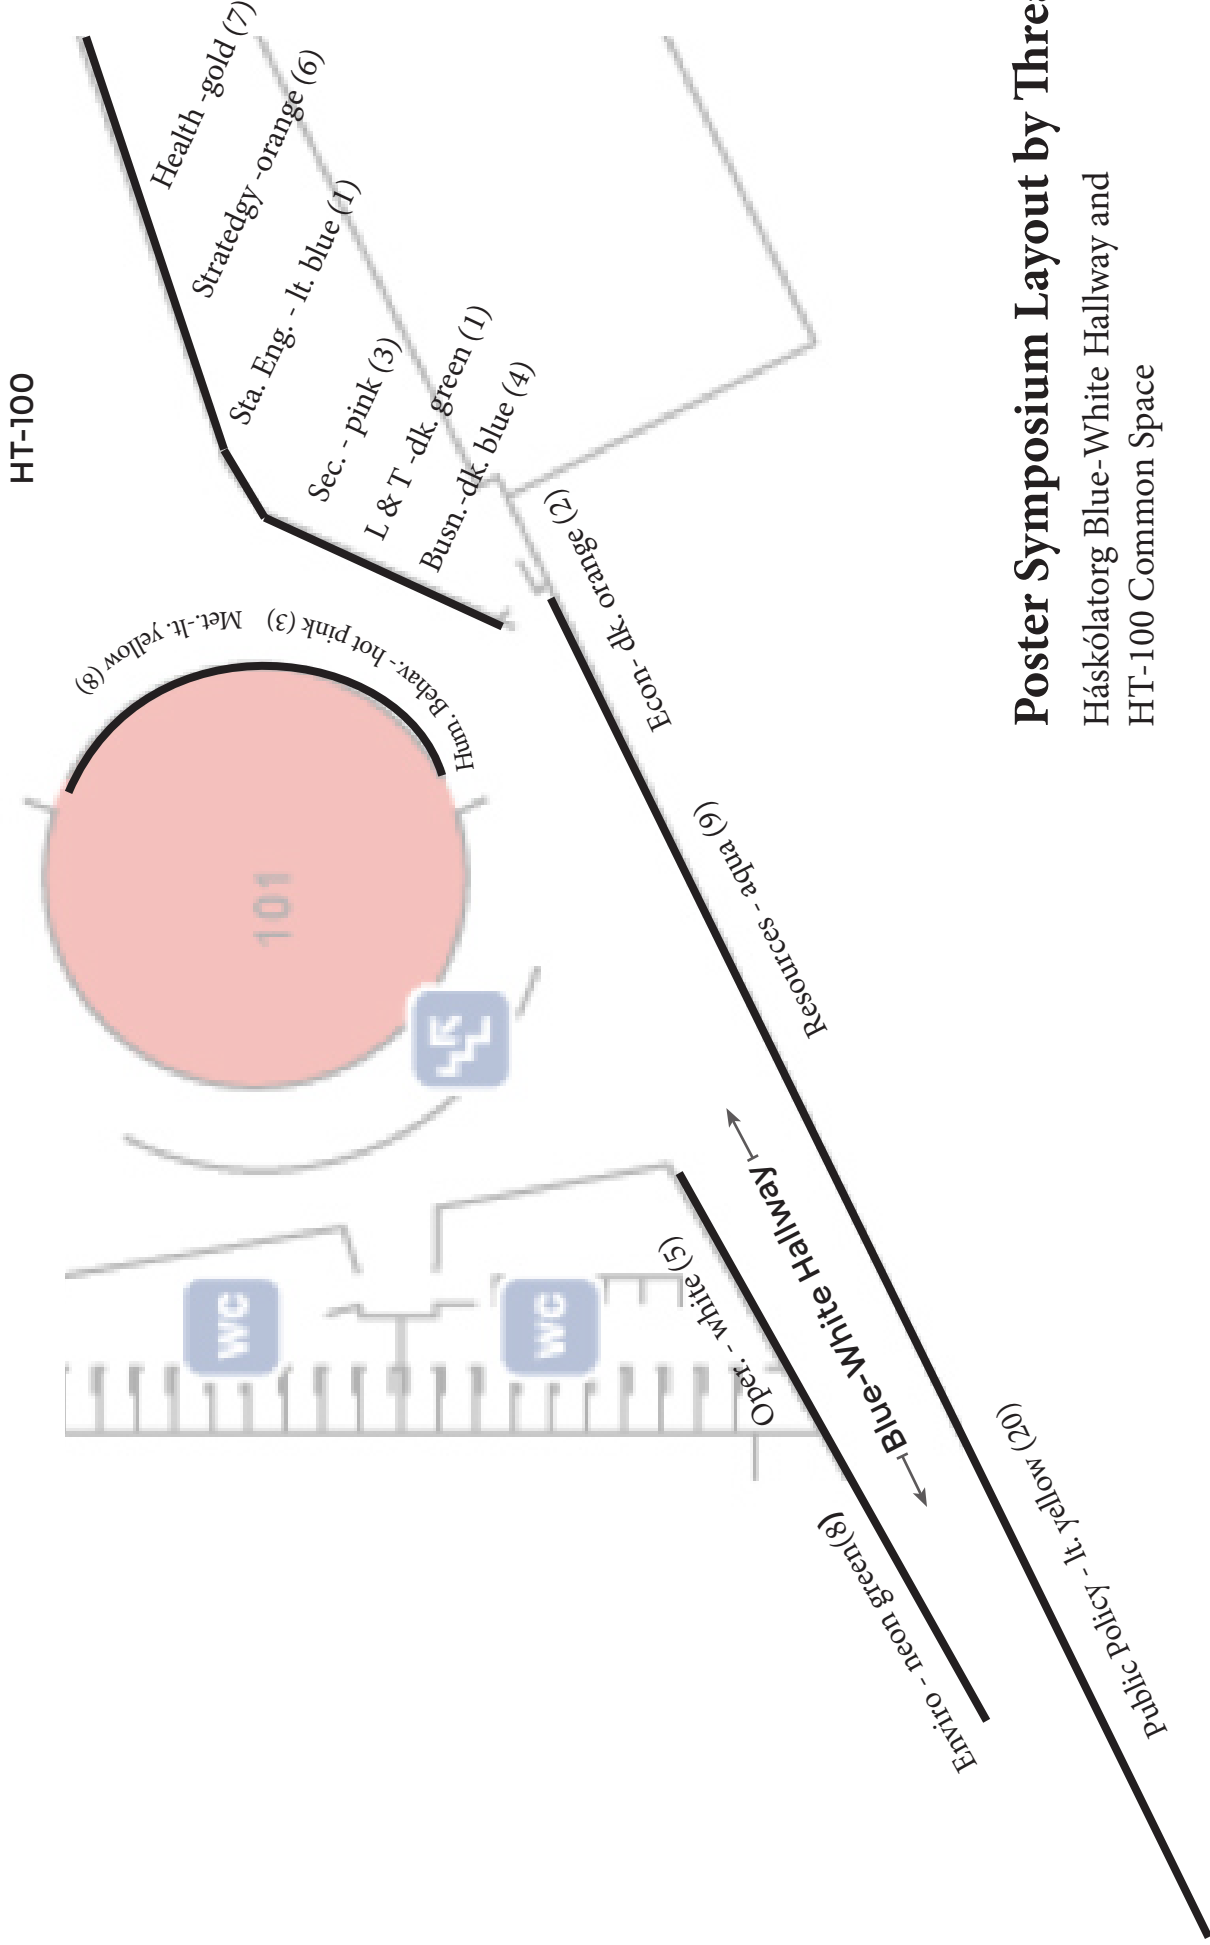 HT-100
Health -gold (7)
Stratedgy -orange (6)
Sta. Eng. - lt. blue (1)
Sec. - pink (3)
L & T -dk. green (1)
Busn.-dk. blue (4)
Met.-lt. yellow (8)
Hum. Behav.- hot pink (3)
101
Econ- dk. orange (2)
Resources - aqua (9)
WC
WC
Oper. - white (5)
Blue-White Hallway
Enviro - neon green(8)
Public Policy - lt. yellow (20)
Poster Symposium Layout by Threa
Háskólatorg Blue-White Hallway and
HT-100 Common Space